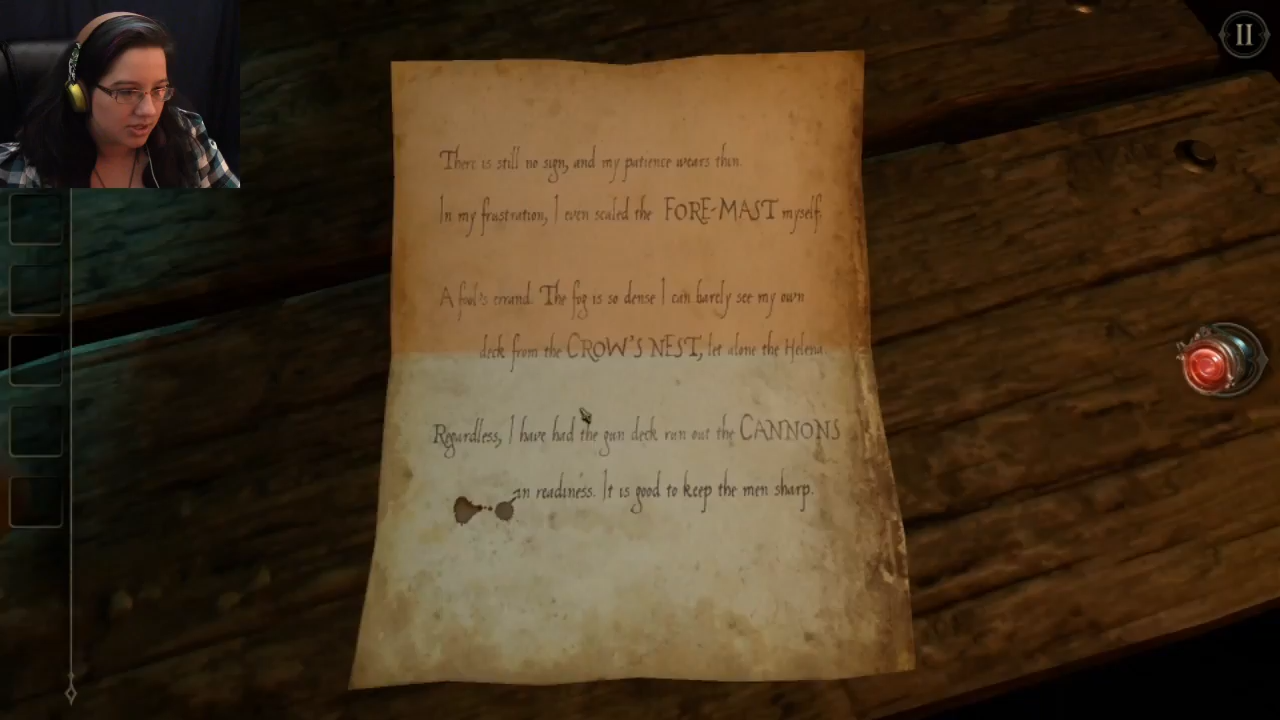 II
There is still no sign, and my patience wears thin.
In my frustration, I even scaled the FORE-MAST myself.
A fool's errand. The fog is so dense I can barely see my own
deck from the CROW'S NEST, let alone the Helena.
Regardless, I have had the gun deck run out the CANNONS
in readiness. It is good to keep the men sharp.